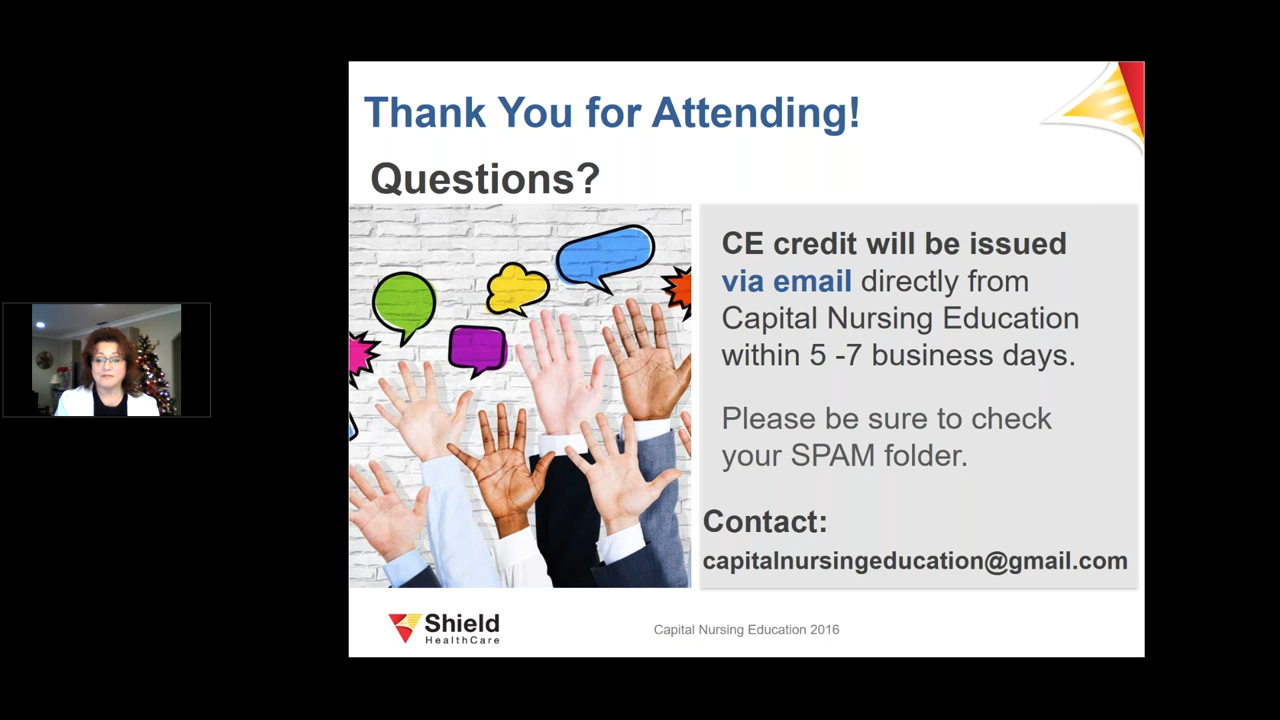 Thank You for Attending!
Questions?
CE credit will be issued
via email directly from
Capital Nursing Education
within 5 -7 business days.
Please be sure to check
your SPAM folder.
Contact:
capitalnursingeducation@gmail.com
Shield
HealthCare
Capital Nursing Education 2016